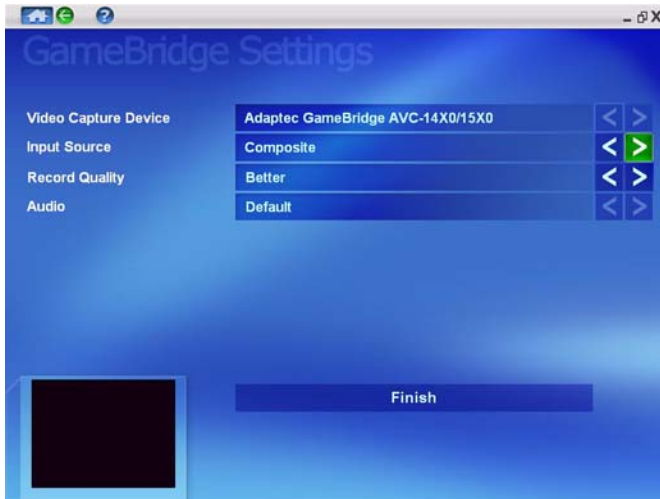 GameBridge Settings
Video Capture Device Adaptec GameBridge AVC-14X0/15X0 < >
Input Source Composite < >
Record Quality Better < >
Audio Default < >
Finish